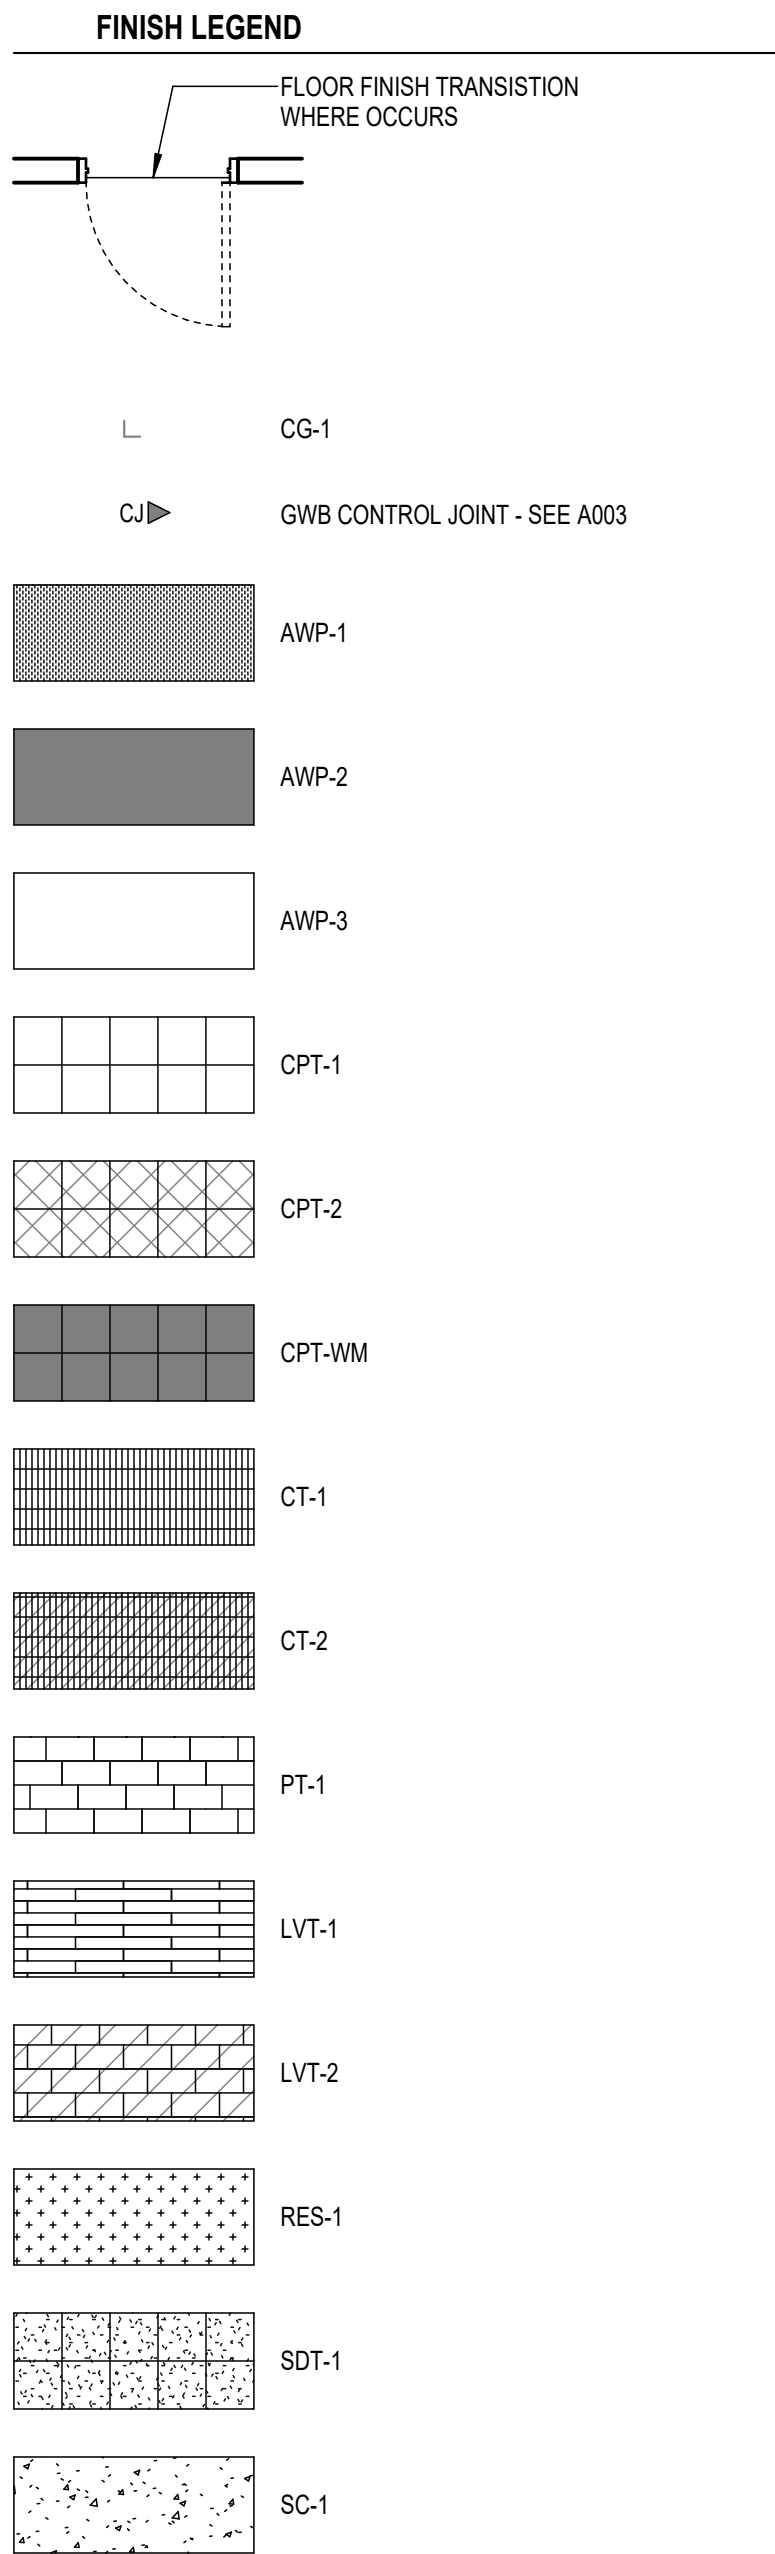 FINISH LEGEND
FLOOR FINISH TRANSISTION
WHERE OCCURS
CG-1
CJ GWB CONTROL JOINT - SEE A003
AWP-1
AWP-2
AWP-3
CPT-1
CPT-2
CPT-WM
CT-1
CT-2
PT-1
LVT-1
LVT-2
RES-1
SDT-1
SC-1